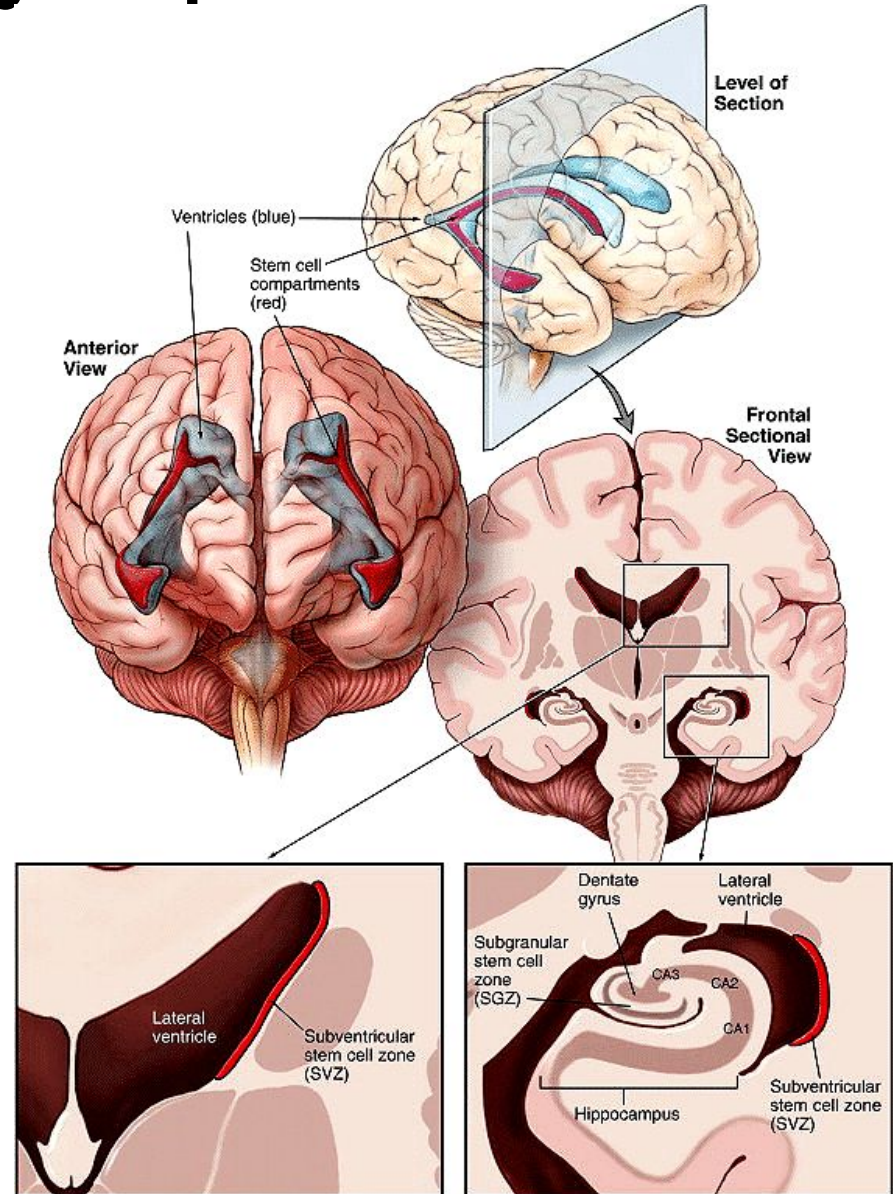 Level of
Section
Ventricles (blue)
Stem cell
compartments
(red)
Anterior
View
Frontal
Sectional
View
Lateral
ventricle
Subventricular
stem cell zone
(SVZ)
Dentate
gyrus
Lateral
ventricle
Subgranular
stem cell
zone
(SGZ)
CA3
CA2
CA1
Hippocampus
Subventricular
stem cell zone
(SVZ)